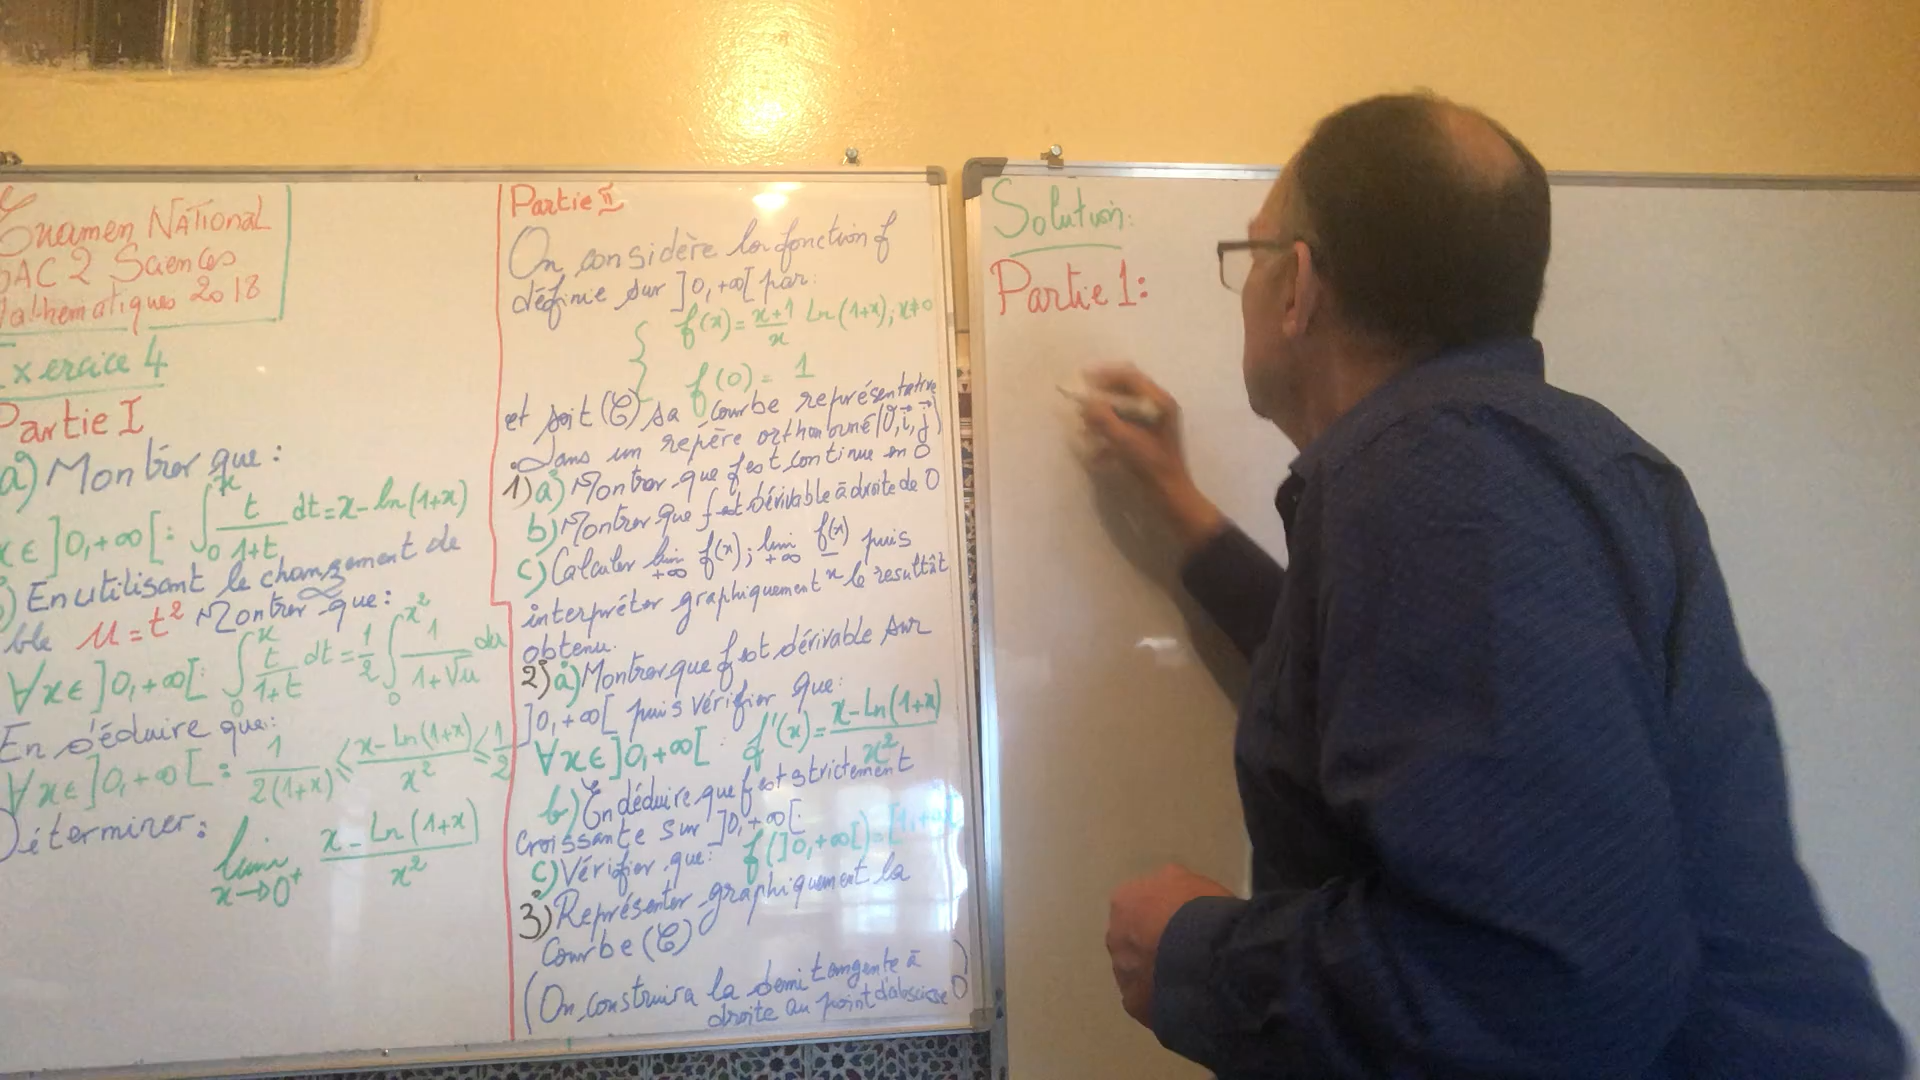 Examen NATIONAL
BAC 2 Sciences
Mathematiques 2018
Exercice 4
Partie I
a) Montrer que:
x ∈ ]0,+∞[ : ∫₀ˣ t/(1+t) dt = x - ln(1+x)
) En utilisant le changement de
ble u = t² Montrer que:
∀x∈]0,+∞[: ∫₀ˣ t/(1+t) dt = 1/2 ∫₀^(x²) 1/(1+√u) du
En déduire que:
∀x∈]0,+∞[ : 1/(2(1+x)) ≤ (x - Ln(1+x))/x² ≤ 1/2
Déterminer: lim x→0⁺ (x - Ln(1+x))/x²
Partie II
On considère la fonction f
définie sur ]0,+∞[ par:
f(x) = (x+1)/x Ln(1+x); x≠0
f(0) = 1
et soit (C) sa courbe représentative
dans un repère orthonormé (O, i⃗, j⃗)
1) a) Montrer que f est continue en 0
b) Montrer que f est dérivable à droite de 0
c) Calculer lim +∞ f(x); lim +∞ f(x)/x puis
interpréter graphiquement le resultât
obtenu.
2) a) Montrer que f est dérivable sur
]0,+∞[ puis vérifier que:
∀x∈]0,+∞[ : f'(x) = (x - Ln(1+x))/x²
b) En déduire que f est strictement
croissante sur ]0,+∞[.
c) Vérifier que: f(]0,+∞[) = [1,+∞[
3) Représenter graphiquement la
Courbe (C)
(On construira la demi tangente à
droite au point d'abscisse 0)
Solution:
Partie 1: